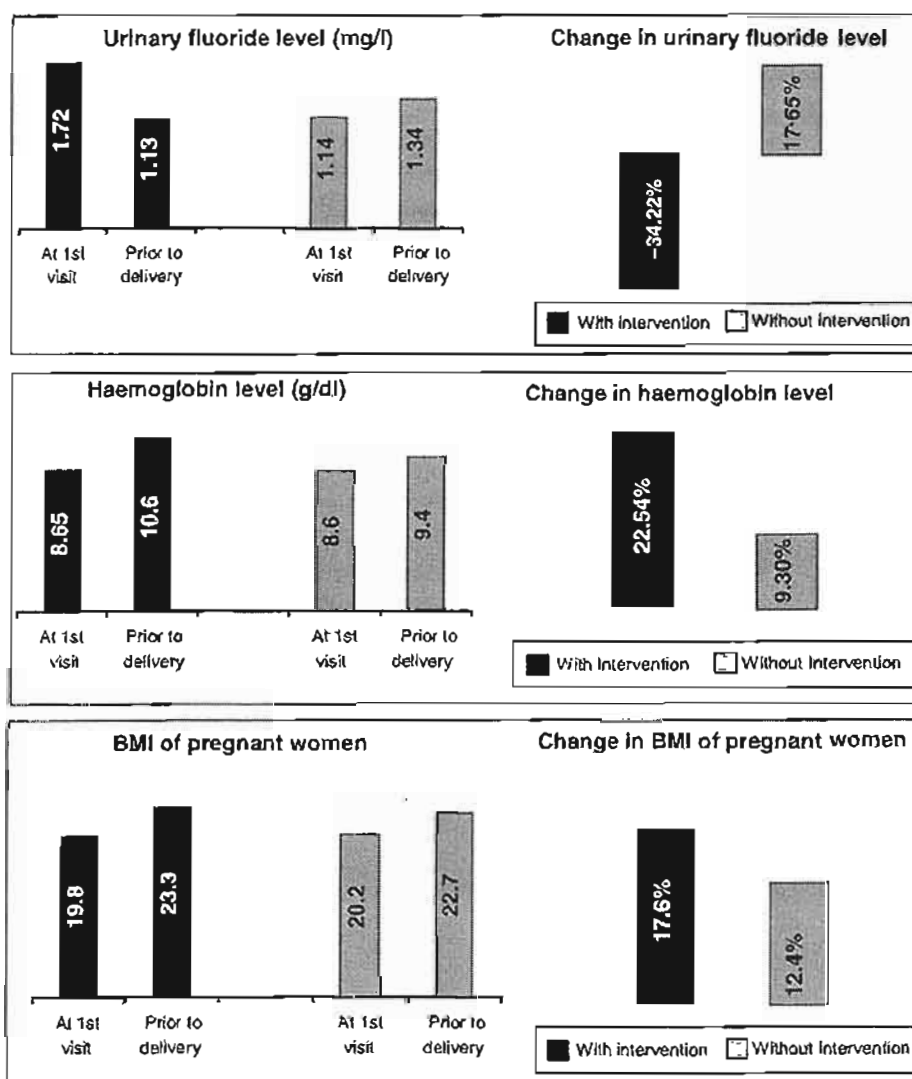 Urinary fluoride level (mg/l)
Change in urinary fluoride level
1.72
1.13
1.14
1.34
-34.22%
17.65%
At 1st
visit
Prior to
delivery
At 1st
visit
Prior to
delivery
With intervention
Without intervention
Haemoglobin level (g/dl)
Change in haemoglobin level
8.65
10.6
8.6
9.4
22.54%
9.30%
At 1st
visit
Prior to
delivery
At 1st
visit
Prior to
delivery
With intervention
Without intervention
BMI of pregnant women
Change in BMI of pregnant women
19.8
23.3
20.2
22.7
17.6%
12.4%
At 1st
visit
Prior to
delivery
At 1st
visit
Prior to
delivery
With intervention
Without intervention